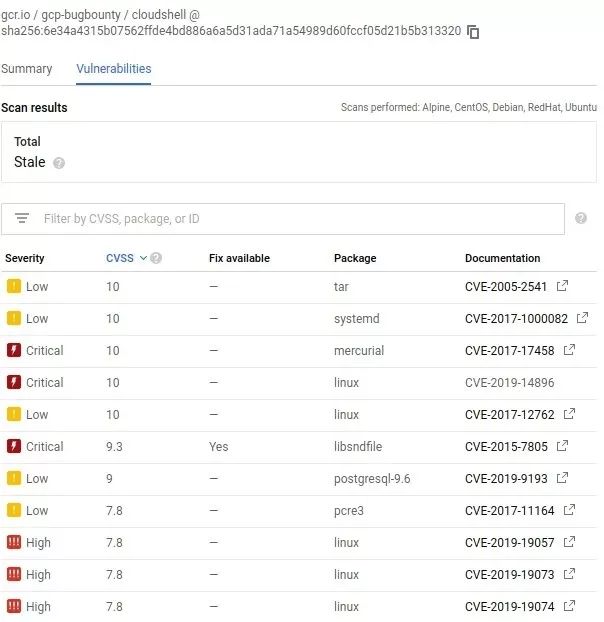 gcr.io / gcp-bugbounty / cloudshell @
sha256:6e34a4315b07562ffde4bd886a6a5d31ada71a54989d60fccf05d21b5b313320
Summary Vulnerabilities
Scan results Scans performed: Alpine, CentOS, Debian, RedHat, Ubuntu
Total
Stale ?
Filter by CVSS, package, or ID ?
Severity CVSS ? Fix available Package Documentation
! Low 10 — tar CVE-2005-2541
! Low 10 — systemd CVE-2017-1000082
Critical 10 — mercurial CVE-2017-17458
Critical 10 — linux CVE-2019-14896
! Low 10 — linux CVE-2017-12762
Critical 9.3 Yes libsndfile CVE-2015-7805
! Low 9 — postgresql-9.6 CVE-2019-9193
! Low 7.8 — pcre3 CVE-2017-11164
!!! High 7.8 — linux CVE-2019-19057
!!! High 7.8 — linux CVE-2019-19073
!!! High 7.8 — linux CVE-2019-19074